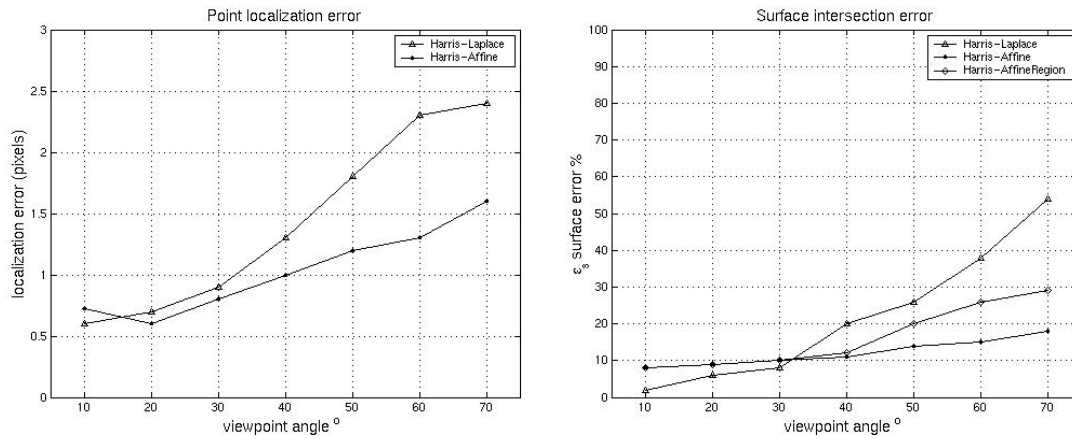 Point localization error
3
2.5
2
1.5
1
0.5
0
localization error (pixels)
Harris-Laplace
Harris-Affine
10 20 30 40 50 60 70
viewpoint angle °
Surface intersection error
100
90
80
70
60
50
40
30
20
10
0
εs surface error %
Harris-Laplace
Harris-Affine
Harris-AffineRegion
10 20 30 40 50 60 70
viewpoint angle °